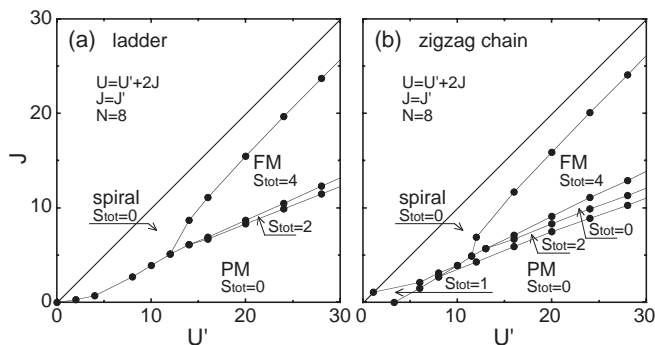 (a) ladder
U=U'+2J
J=J'
N=8
FM
Stot=4
spiral
Stot=0
Stot=2
PM
Stot=0
30
20
10
0
J
0 10 20 30
U'
(b) zigzag chain
U=U'+2J
J=J'
N=8
FM
Stot=4
spiral
Stot=0
Stot=0
Stot=2
PM
Stot=0
Stot=1
0 10 20 30
U'